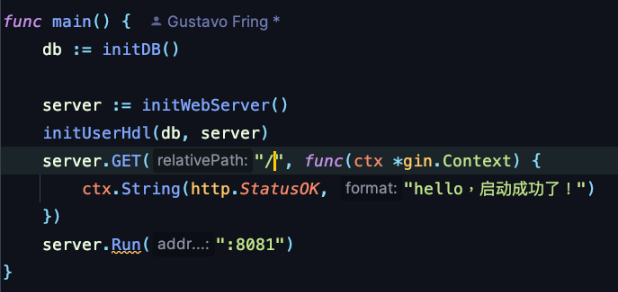 func main() { Gustavo Fring *
db := initDB()
server := initWebServer()
initUserHdl(db, server)
server.GET( relativePath: "/", func(ctx *gin.Context) {
ctx.String(http.StatusOK, format: "hello，启动成功了！")
})
server.Run( addr...: ":8081")
}